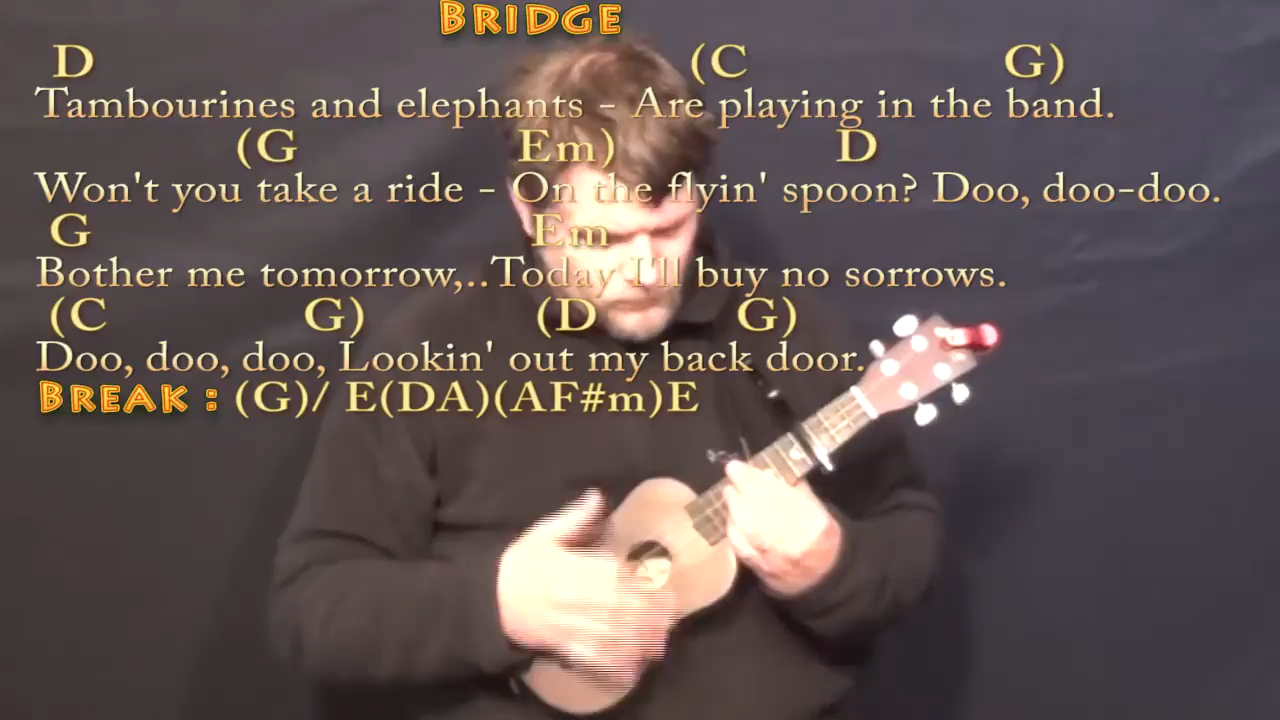 BRIDGE
D (C G)
Tambourines and elephants - Are playing in the band.
(G Em) D
Won't you take a ride - On the flyin' spoon? Doo, doo-doo.
G Em
Bother me tomorrow,..Today I'll buy no sorrows.
(C G) (D G)
Doo, doo, doo, Lookin' out my back door.
BREAK : (G)/ E(DA)(AF#m)E